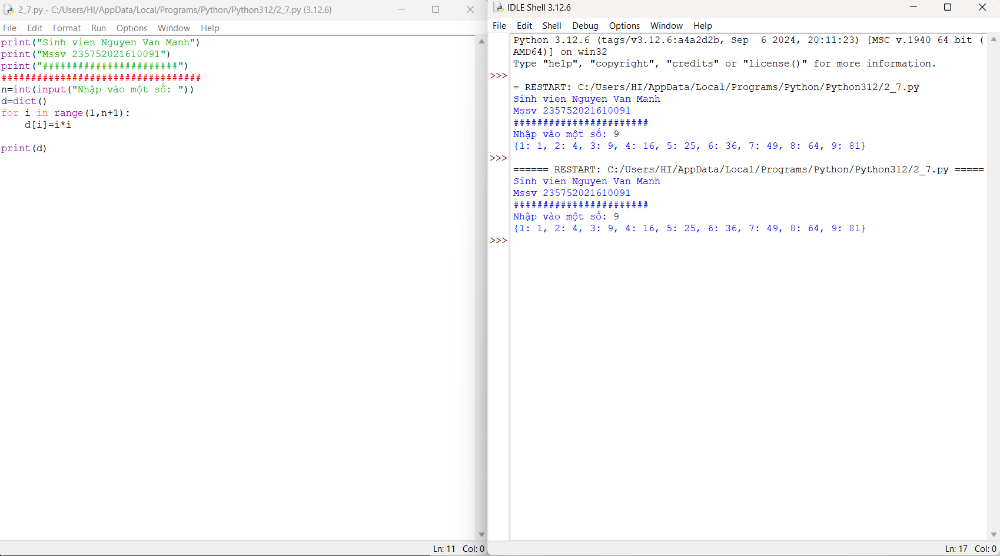 2_7.py - C:/Users/HI/AppData/Local/Programs/Python/Python312/2_7.py (3.12.6)
File Edit Format Run Options Window Help
print("Sinh vien Nguyen Van Manh")
print("Mssv 235752021610091")
print("#######################")
##################################
n=int(input("Nhập vào một số: "))
d=dict()
for i in range(1,n+1):
    d[i]=i*i
print(d)
Ln: 11 Col: 0
IDLE Shell 3.12.6
File Edit Shell Debug Options Window Help
Python 3.12.6 (tags/v3.12.6:a4a2d2b, Sep  6 2024, 20:11:23) [MSC v.1940 64 bit (
AMD64)] on win32
Type "help", "copyright", "credits" or "license()" for more information.
>>>
= RESTART: C:/Users/HI/AppData/Local/Programs/Python/Python312/2_7.py
Sinh vien Nguyen Van Manh
Mssv 235752021610091
#######################
Nhập vào một số: 9
{1: 1, 2: 4, 3: 9, 4: 16, 5: 25, 6: 36, 7: 49, 8: 64, 9: 81}
>>>
====== RESTART: C:/Users/HI/AppData/Local/Programs/Python/Python312/2_7.py =====
Sinh vien Nguyen Van Manh
Mssv 235752021610091
#######################
Nhập vào một số: 9
{1: 1, 2: 4, 3: 9, 4: 16, 5: 25, 6: 36, 7: 49, 8: 64, 9: 81}
>>>
Ln: 17 Col: 0